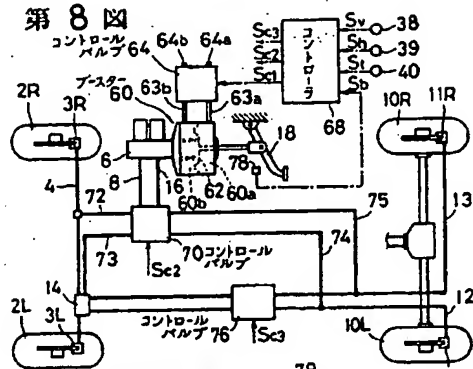 第8図
コントロール
バルブ
64
64b
64a
コントローラ
Sc3
Sc2
Sc1
Sv
Sh
St
Sb
38
39
40
68
ブースター
60
63b
63a
2R
3R
10R
11R
6
18
78
4
8
16
62
60a
60b
13
72
75
73
70
コントロール
バルブ
74
Sc2
14
コントロール
バルブ
76
Sc3
12
2L
3L
10L